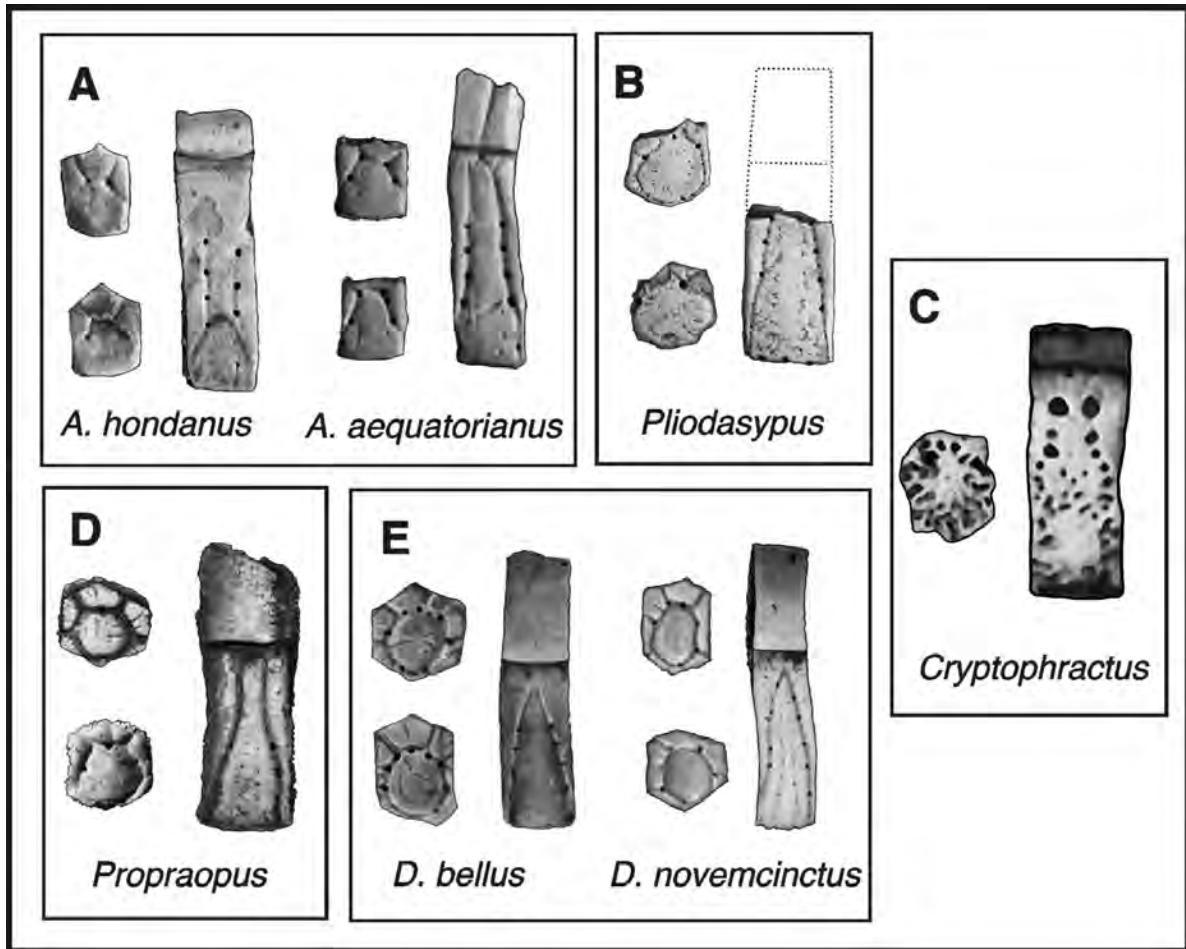 A
A. hondanus
A. aequatorianus
B
Pliodasypus
C
Cryptophractus
D
Propraopus
E
D. bellus
D. novemcinctus